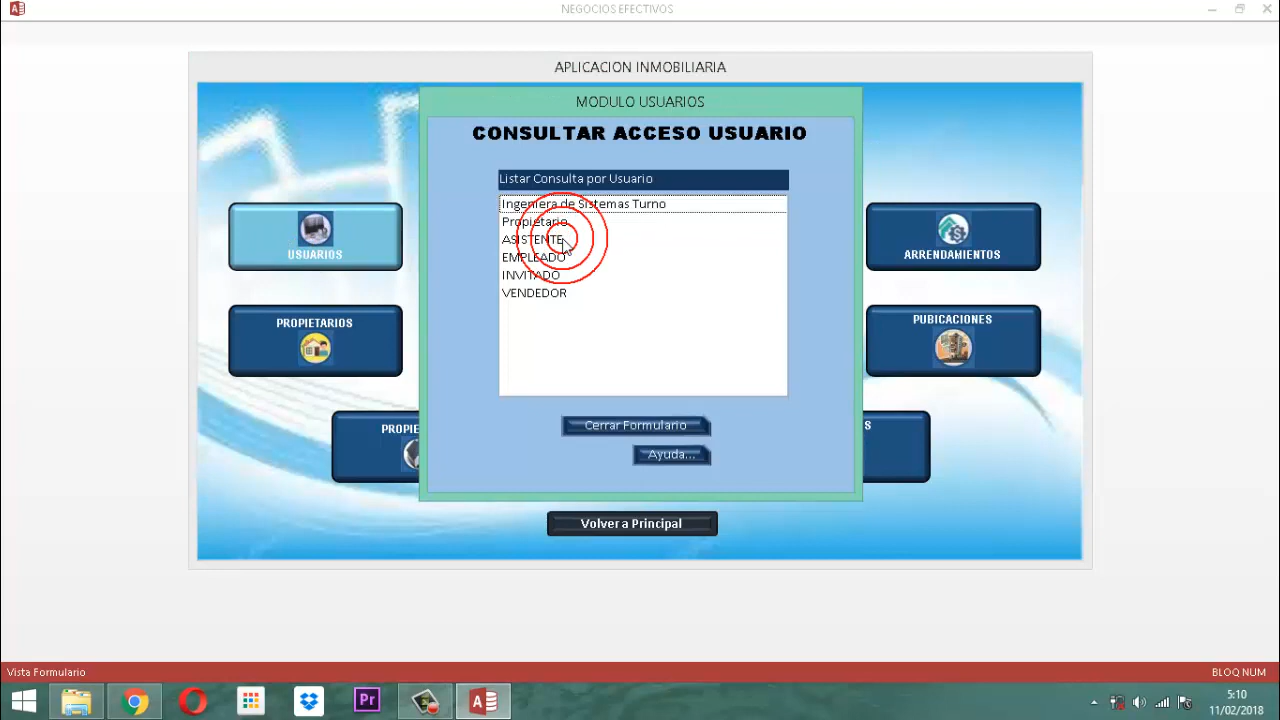 NEGOCIOS EFECTIVOS
APLICACION INMOBILIARIA
MODULO USUARIOS
CONSULTAR ACCESO USUARIO
Listar Consulta por Usuario
Ingeniera de Sistemas Turno
Propietario
ASISTENTE
EMPLEADO
INVITADO
VENDEDOR
USUARIOS
ARRENDAMIENTOS
PROPIETARIOS
PUBICACIONES
PROPIE
S
Cerrar Formulario
Ayuda...
Volver a Principal
Vista Formulario
BLOQ NUM
Pr
5:10
11/02/2018